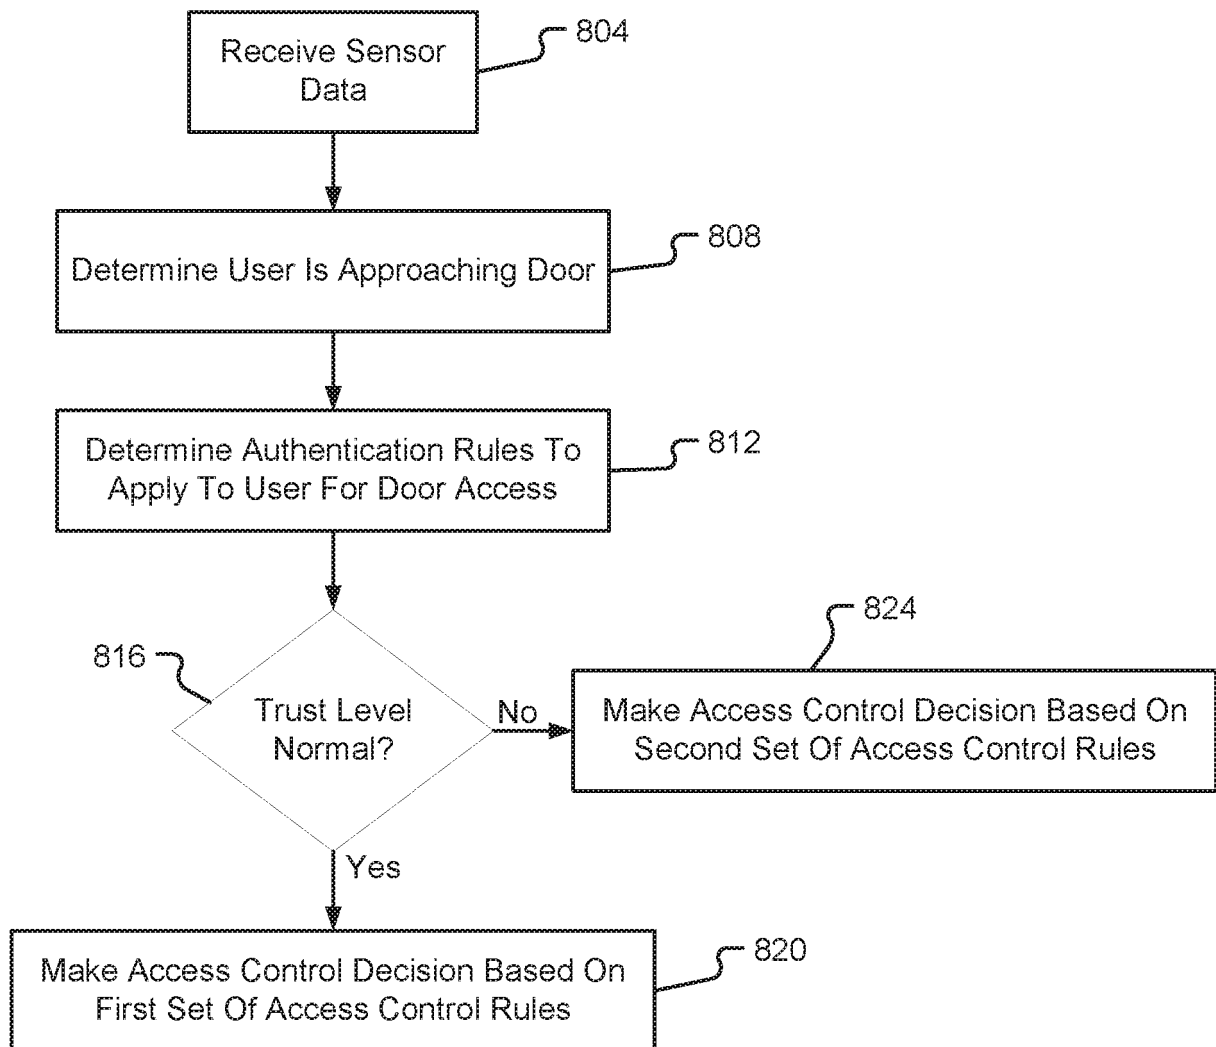 Receive Sensor
Data
804
Determine User Is Approaching Door
808
Determine Authentication Rules To
Apply To User For Door Access
812
816
Trust Level
Normal?
No
824
Make Access Control Decision Based On
Second Set Of Access Control Rules
Yes
Make Access Control Decision Based On
First Set Of Access Control Rules
820